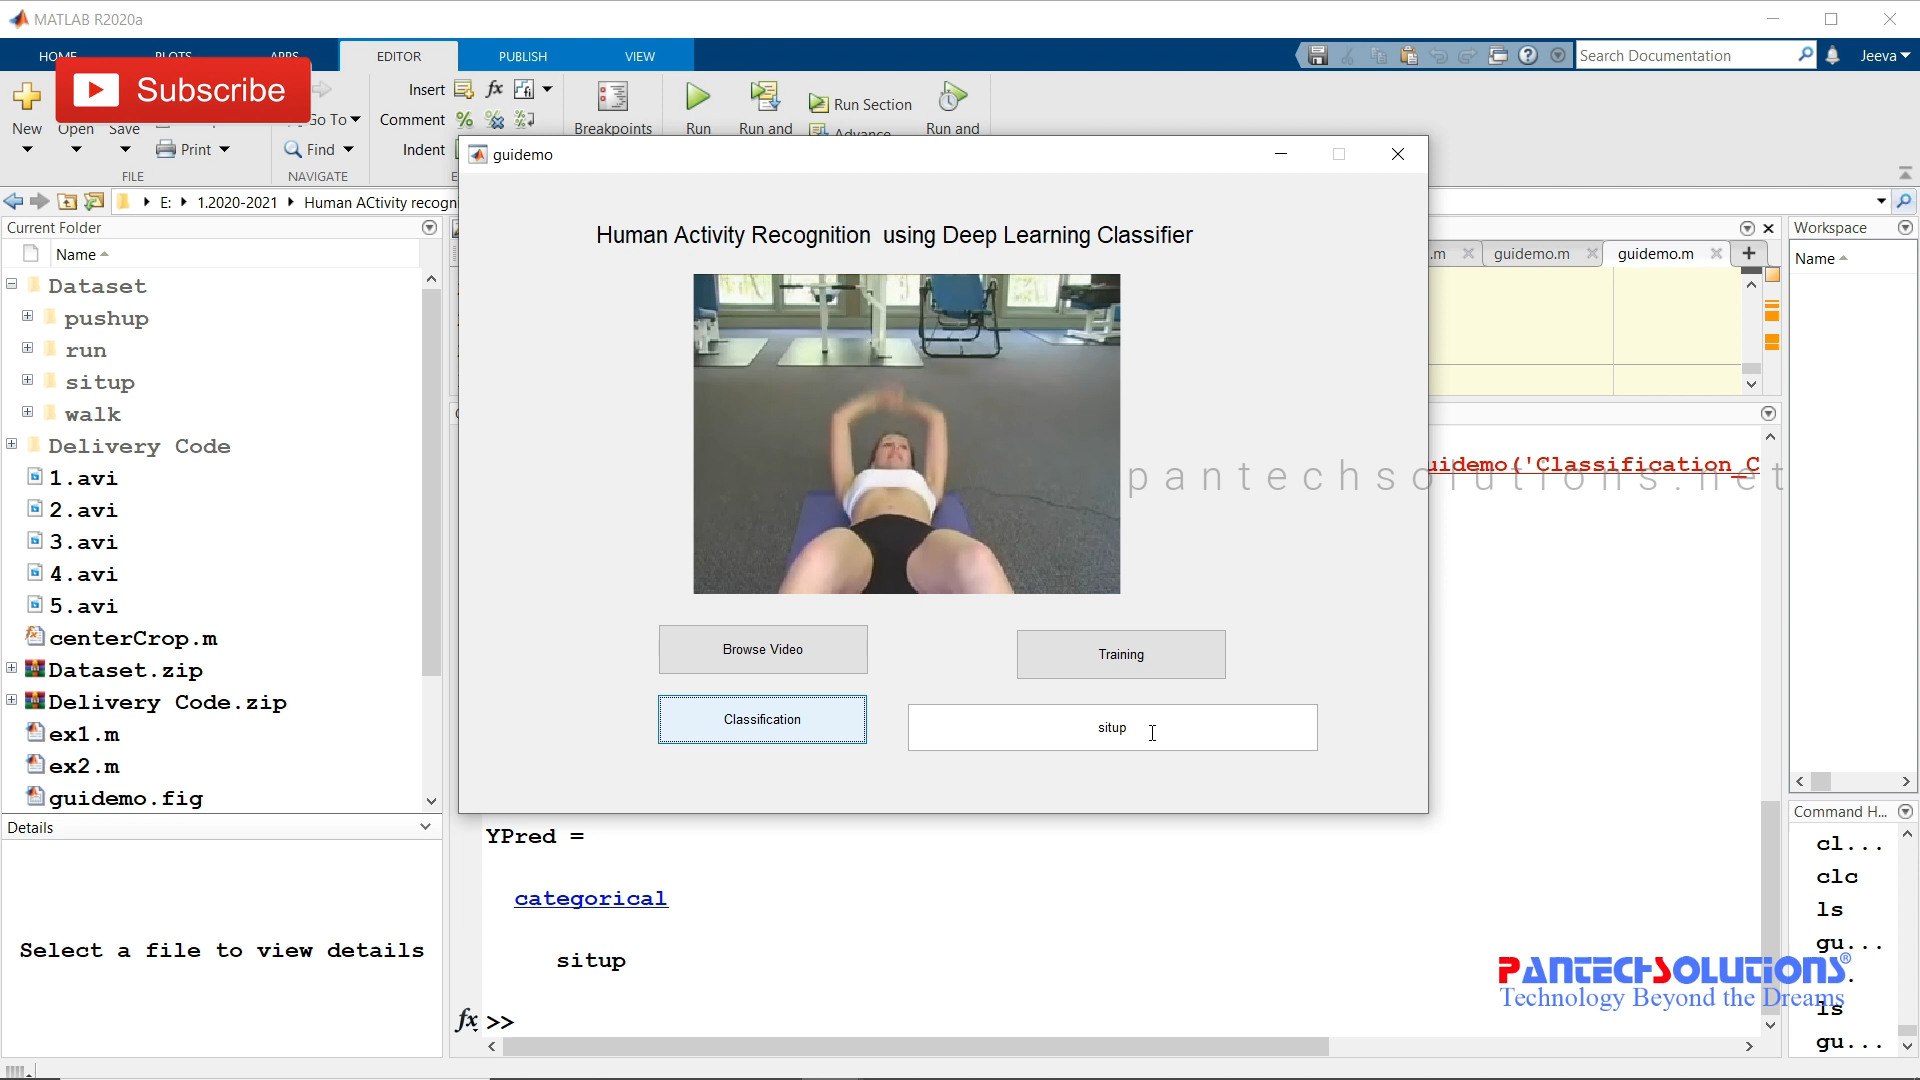 MATLAB R2020a
HOME PLOTS APPS EDITOR PUBLISH VIEW
Search Documentation
Jeeva
Subscribe
New Open Save
Print
FILE
Go To
Find
NAVIGATE
Insert
Comment
Indent
Breakpoints
Run
Run and
Run Section
Advance
Run and
E: 1.2020-2021 Human ACtivity recogn
Current Folder
Name
Dataset
pushup
run
situp
walk
Delivery Code
1.avi
2.avi
3.avi
4.avi
5.avi
centerCrop.m
Dataset.zip
Delivery Code.zip
ex1.m
ex2.m
guidemo.fig
Details
Select a file to view details
guidemo
Human Activity Recognition using Deep Learning Classifier
Browse Video
Training
Classification
situp
.m
guidemo.m
guidemo.m
uidemo('Classification_C
pantechsolutions.net
YPred =
categorical
situp
fx >>
Workspace
Name
Command H...
cl...
clc
ls
gu...
ls
gu...
PANTECHSOLUTIONS®
Technology Beyond the Dreams